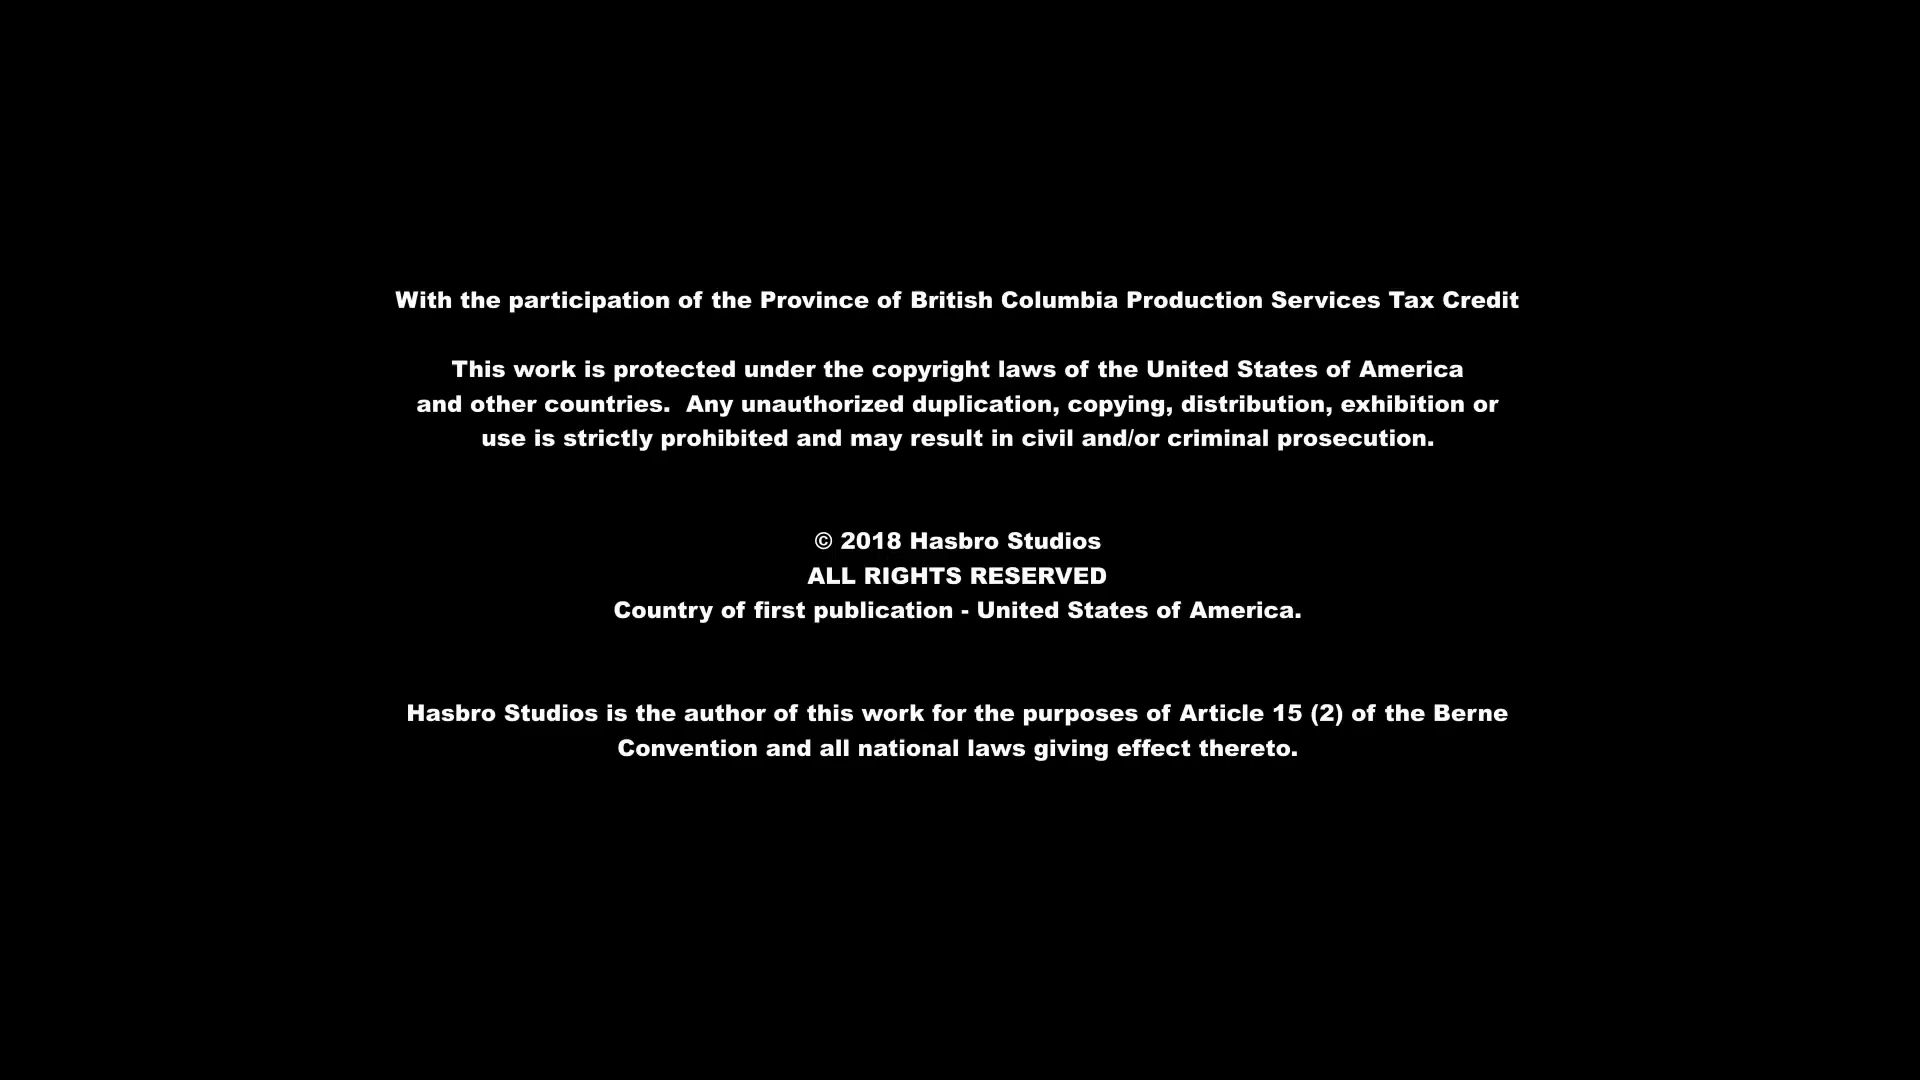 With the participation of the Province of British Columbia Production Services Tax Credit
This work is protected under the copyright laws of the United States of America
and other countries.  Any unauthorized duplication, copying, distribution, exhibition or
use is strictly prohibited and may result in civil and/or criminal prosecution.
© 2018 Hasbro Studios
ALL RIGHTS RESERVED
Country of first publication - United States of America.
Hasbro Studios is the author of this work for the purposes of Article 15 (2) of the Berne
Convention and all national laws giving effect thereto.